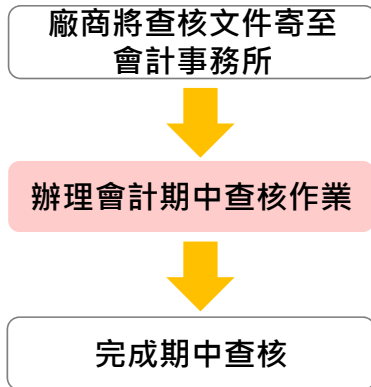 廠商將查核文件寄至
會計事務所
辦理會計期中查核作業
完成期中查核